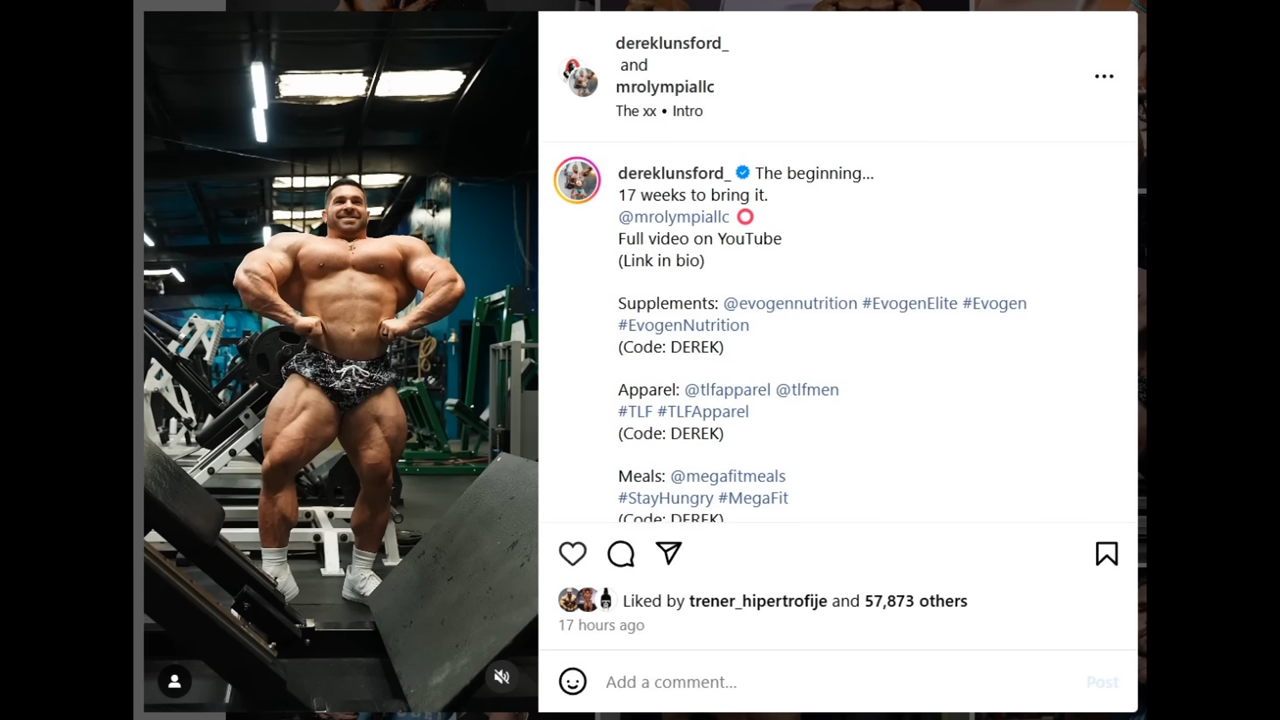 dereklunsford_
and
mrolympiallc
The xx • Intro
dereklunsford_ The beginning...
17 weeks to bring it.
@mrolympiallc ⭕
Full video on YouTube
(Link in bio)
Supplements: @evogennutrition #EvogenElite #Evogen
#EvogenNutrition
(Code: DEREK)
Apparel: @tlfapparel @tlfmen
#TLF #TLFApparel
(Code: DEREK)
Meals: @megafitmeals
#StayHungry #MegaFit
(Code: DEREK)
Liked by trener_hipertrofije and 57,873 others
17 hours ago
Add a comment...
Post